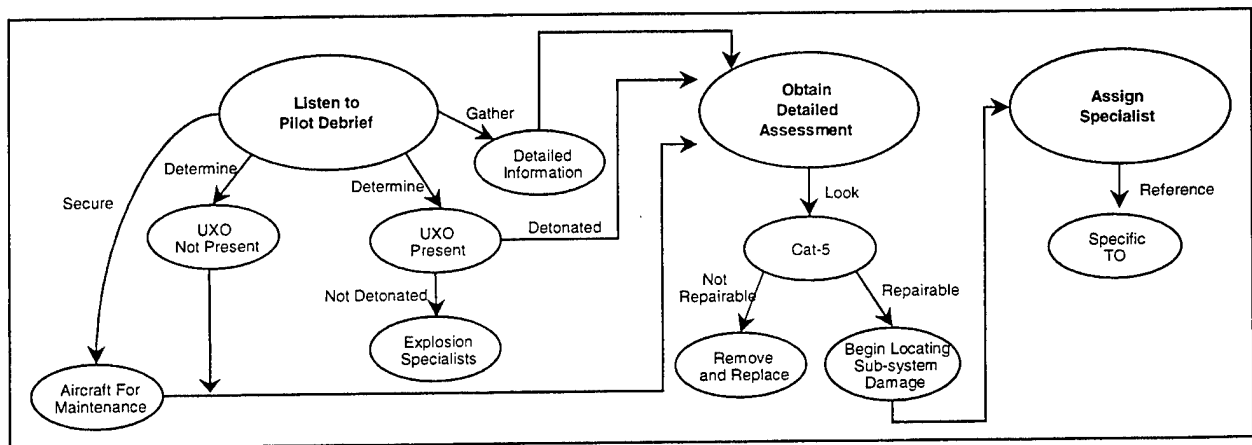 Listen to
Pilot Debrief
Gather
Detailed
Information
Secure
Determine
UXO
Not Present
Determine
UXO
Present
Detonated
Not Detonated
Explosion
Specialists
Aircraft For
Maintenance
Obtain
Detailed
Assessment
Look
Cat-5
Not
Repairable
Repairable
Remove
and Replace
Begin Locating
Sub-system
Damage
Assign
Specialist
Reference
Specific
TO